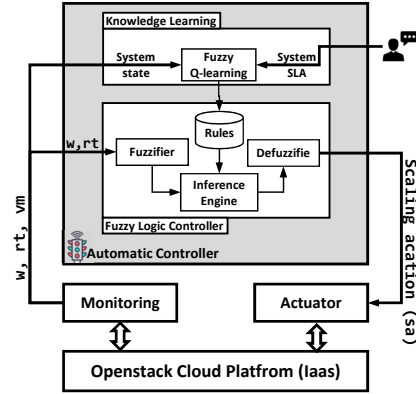 Knowledge Learning
System
state
Fuzzy
Q-learning
System
SLA
Rules
w,rt
Fuzzifier
Defuzzifie
Inference
Engine
Fuzzy Logic Controller
Automatic Controller
w, rt, vm
Scaling acation (sa)
Monitoring
Actuator
Openstack Cloud Platfrom (Iaas)